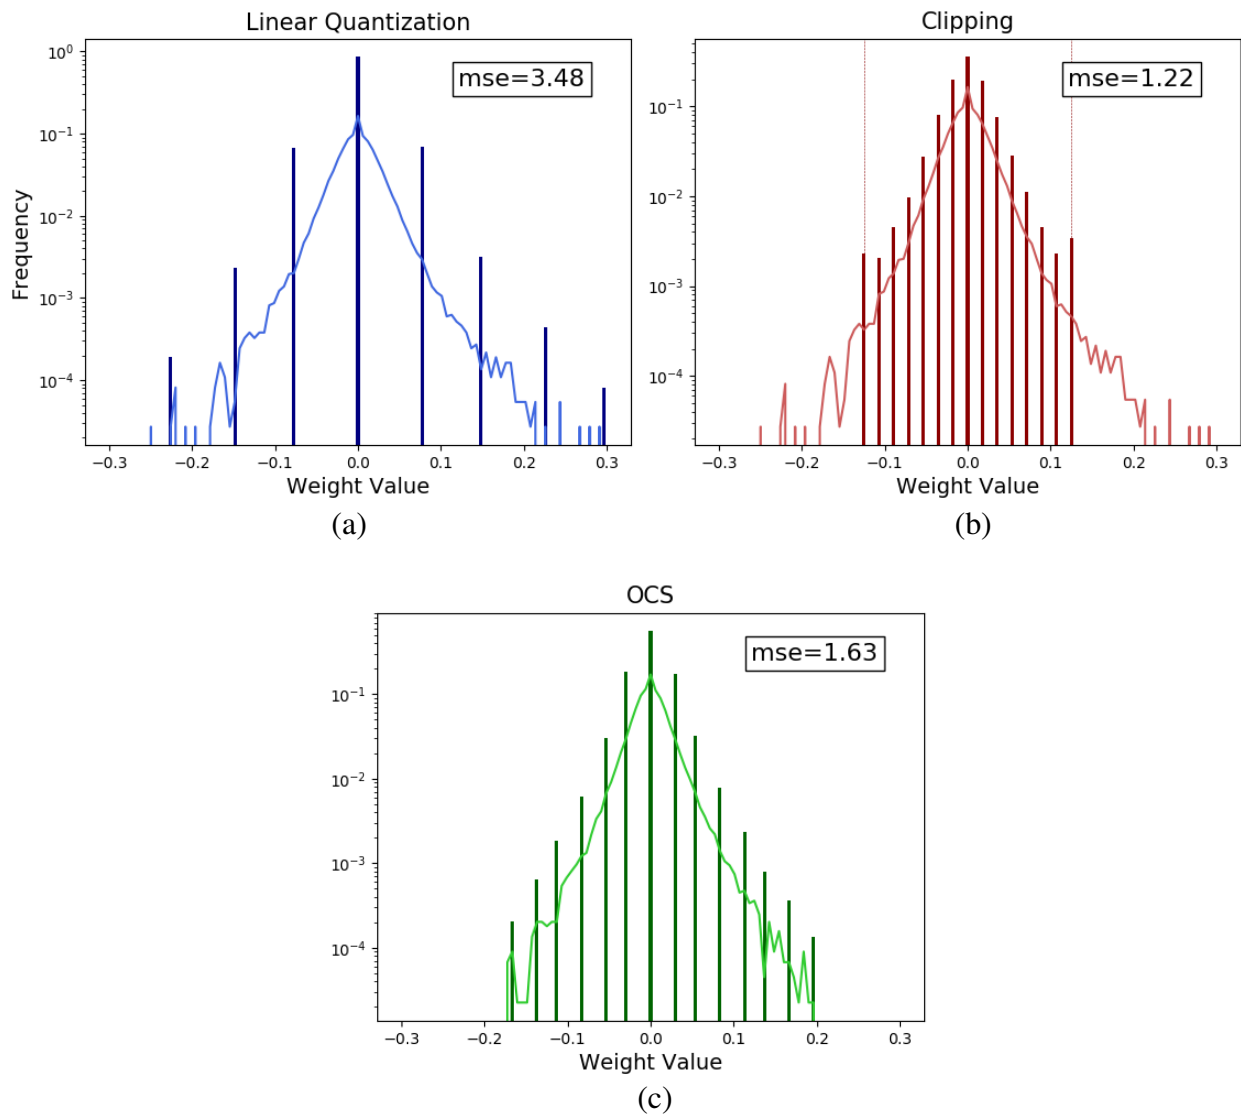 Linear Quantization
mse=3.48
Frequency
10⁰
10⁻¹
10⁻²
10⁻³
10⁻⁴
−0.3 −0.2 −0.1 0.0 0.1 0.2 0.3
Weight Value
(a)
Clipping
mse=1.22
10⁻¹
10⁻²
10⁻³
10⁻⁴
−0.3 −0.2 −0.1 0.0 0.1 0.2 0.3
Weight Value
(b)
OCS
mse=1.63
10⁻¹
10⁻²
10⁻³
10⁻⁴
−0.3 −0.2 −0.1 0.0 0.1 0.2 0.3
Weight Value
(c)